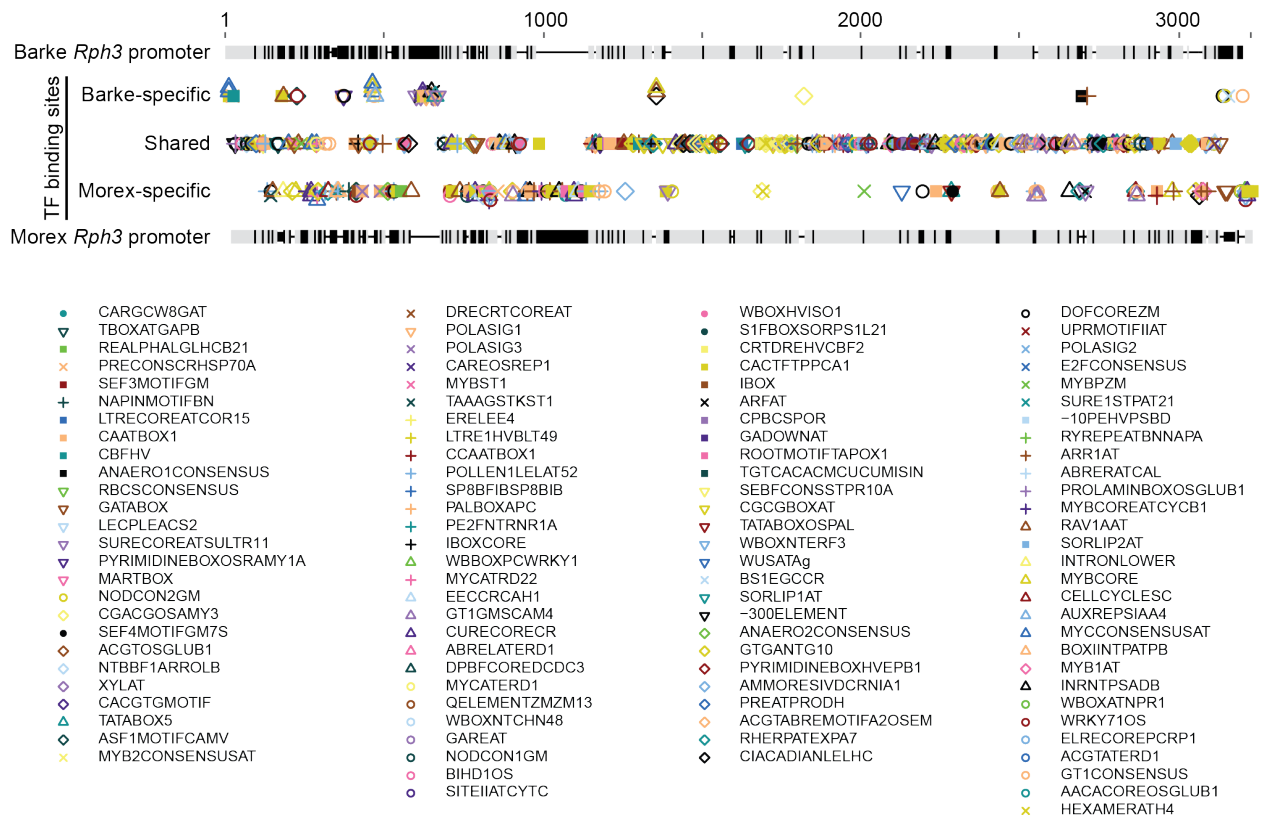 1 1000 2000 3000
Barke Rph3 promoter
TF binding sites
Barke-specific
Shared
Morex-specific
Morex Rph3 promoter
CARGCW8GAT
TBOXATGAPB
REALPHALGLHCB21
PRECONSCRHSP70A
SEF3MOTIFGM
NAPINMOTIFBN
LTRECOREATCOR15
CAATBOX1
CBFHV
ANAERO1CONSENSUS
RBCSCONSENSUS
GATABOX
LECPLEACS2
SURECOREATSULTR11
PYRIMIDINEBOXOSRAMY1A
MARTBOX
NODCON2GM
CGACGOSAMY3
SEF4MOTIFGM7S
ACGTOSGLUB1
NTBBF1ARROLB
XYLAT
CACGTGMOTIF
TATABOX5
ASF1MOTIFCAMV
MYB2CONSENSUSAT
DRECRTCOREAT
POLASIG1
POLASIG3
CAREOSREP1
MYBST1
TAAAGSTKST1
ERELEE4
LTRE1HVBLT49
CCAATBOX1
POLLEN1LELAT52
SP8BFIBSP8BIB
PALBOXAPC
PE2FNTRNR1A
IBOXCORE
WBBOXPCWRKY1
MYCATRD22
EECCRCAH1
GT1GMSCAM4
CURECORECR
ABRELATERD1
DPBFCOREDCDC3
MYCATERD1
QELEMENTZMZM13
WBOXNTCHN48
GAREAT
NODCON1GM
BIHD1OS
SITEIIATCYTC
WBOXHVISO1
S1FBOXSORPS1L21
CRTDREHVCBF2
CACTFTPPCA1
IBOX
ARFAT
CPBCSPOR
GADOWNAT
ROOTMOTIFTAPOX1
TGTCACACMCUCUMISIN
SEBFCONSSTPR10A
CGCGBOXAT
TATABOXOSPAL
WBOXNTERF3
WUSATAg
BS1EGCCR
SORLIP1AT
−300ELEMENT
ANAERO2CONSENSUS
GTGANTG10
PYRIMIDINEBOXHVEPB1
AMMORESIVDCRNIA1
PREATPRODH
ACGTABREMOTIFA2OSEM
RHERPATEXPA7
CIACADIANLELHC
DOFCOREZM
UPRMOTIFIIAT
POLASIG2
E2FCONSENSUS
MYBPZM
SURE1STPAT21
−10PEHVPSBD
RYREPEATBNNAPA
ARR1AT
ABRERATCAL
PROLAMINBOXOSGLUB1
MYBCOREATCYCB1
RAV1AAT
SORLIP2AT
INTRONLOWER
MYBCORE
CELLCYCLESC
AUXREPSIAA4
MYCCONSENSUSAT
BOXIINTPATPB
MYB1AT
INRNTPSADB
WBOXATNPR1
WRKY71OS
ELRECOREPCRP1
ACGTATERD1
GT1CONSENSUS
AACACOREOSGLUB1
HEXAMERATH4